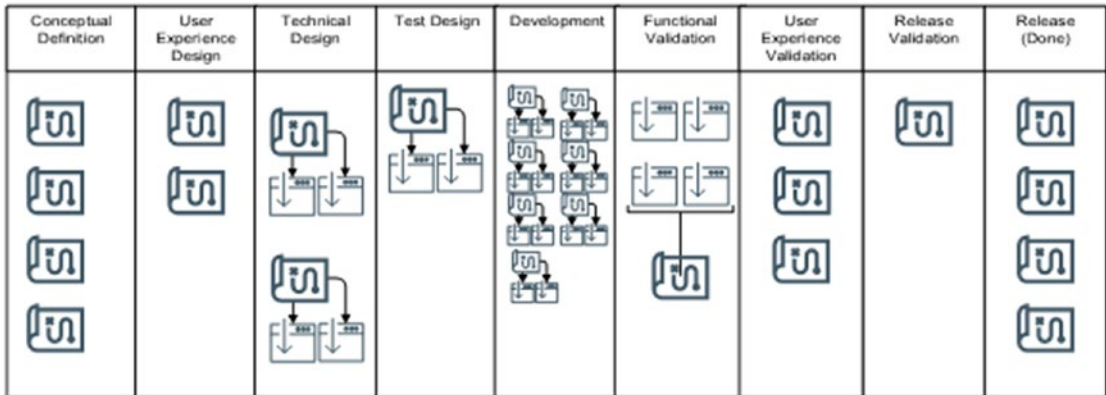 Conceptual
Definition
User
Experience
Design
Technical
Design
Test Design
Development
Functional
Validation
User
Experience
Validation
Release
Validation
Release
(Done)